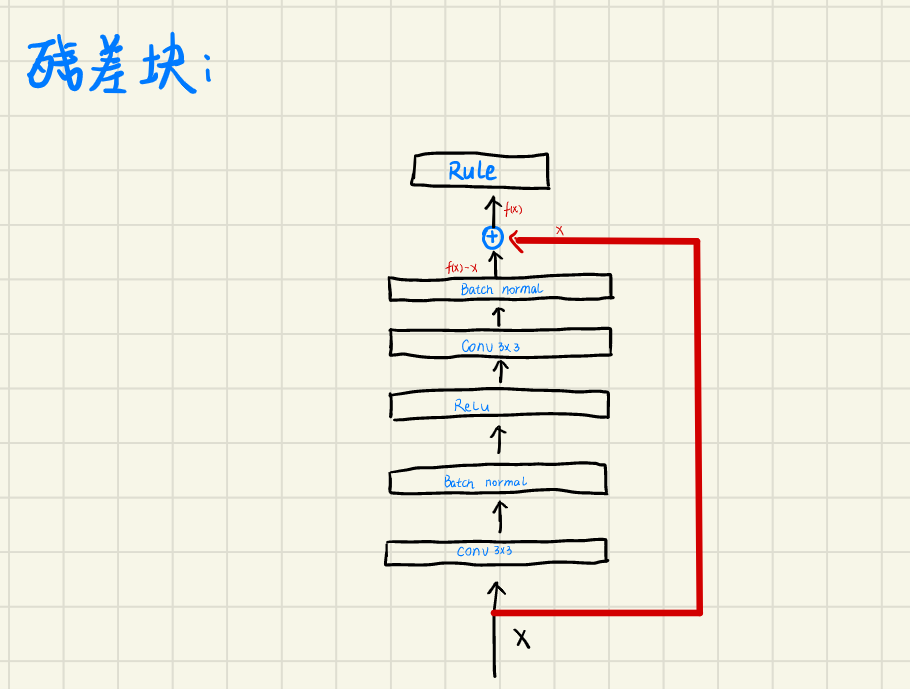 残差块:
Rule
f(x)
x
f(x)-x
Batch normal
Conv 3x3
ReLu
Batch normal
Conv 3x3
X